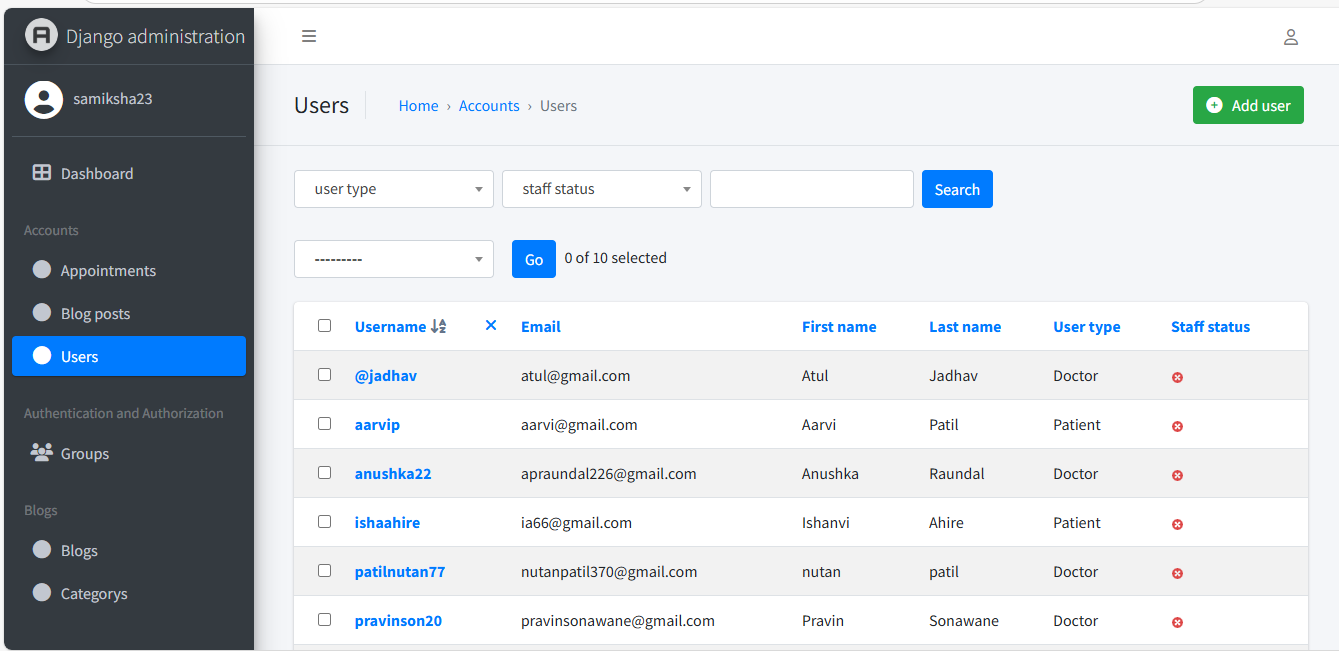 Django administration
samiksha23
Dashboard
Accounts
Appointments
Blog posts
Users
Authentication and Authorization
Groups
Blogs
Blogs
Categorys
Users
Home › Accounts › Users
Add user
user type
staff status
Search
---------
Go
0 of 10 selected
Username Email First name Last name User type Staff status
@jadhav atul@gmail.com Atul Jadhav Doctor
aarvip aarvi@gmail.com Aarvi Patil Patient
anushka22 apraundal226@gmail.com Anushka Raundal Doctor
ishaahire ia66@gmail.com Ishanvi Ahire Patient
patilnutan77 nutanpatil370@gmail.com nutan patil Doctor
pravinson20 pravinsonawane@gmail.com Pravin Sonawane Doctor